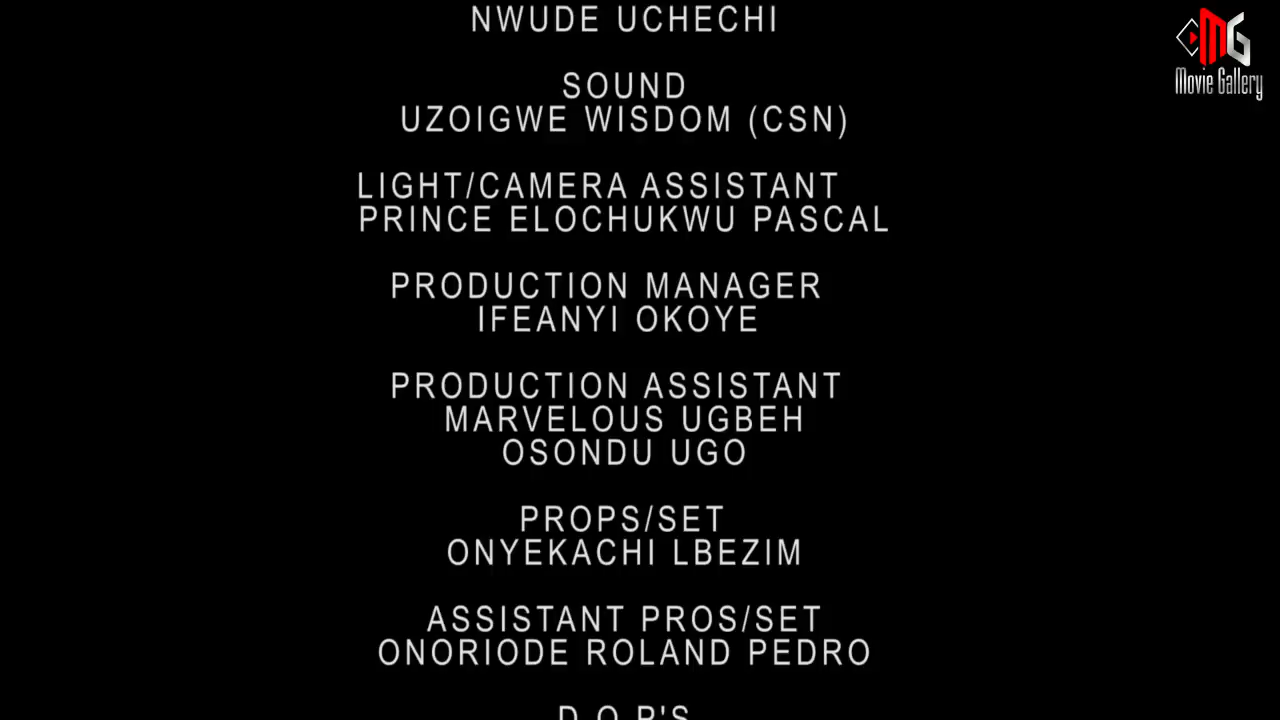 NWUDE UCHECHI
SOUND
UZOIGWE WISDOM (CSN)
LIGHT/CAMERA ASSISTANT
PRINCE ELOCHUKWU PASCAL
PRODUCTION MANAGER
IFEANYI OKOYE
PRODUCTION ASSISTANT
MARVELOUS UGBEH
OSONDU UGO
PROPS/SET
ONYEKACHI LBEZIM
ASSISTANT PROS/SET
ONORIODE ROLAND PEDRO
D.O.P'S
MG
Movie Gallery